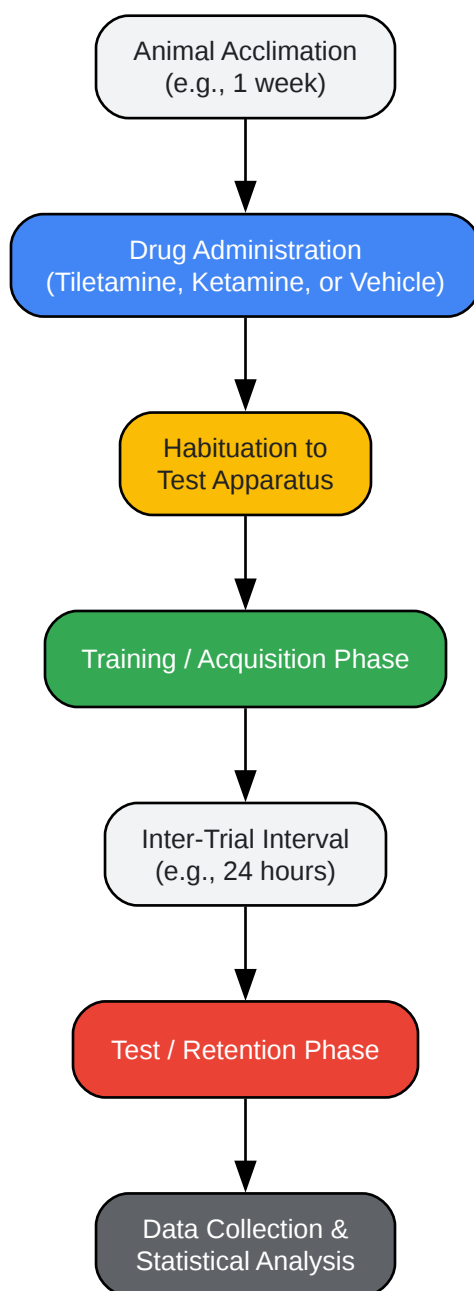 Animal Acclimation
(e.g., 1 week)
Drug Administration
(Tiletamine, Ketamine, or Vehicle)
Habituation to
Test Apparatus
Training / Acquisition Phase
Inter-Trial Interval
(e.g., 24 hours)
Test / Retention Phase
Data Collection &
Statistical Analysis